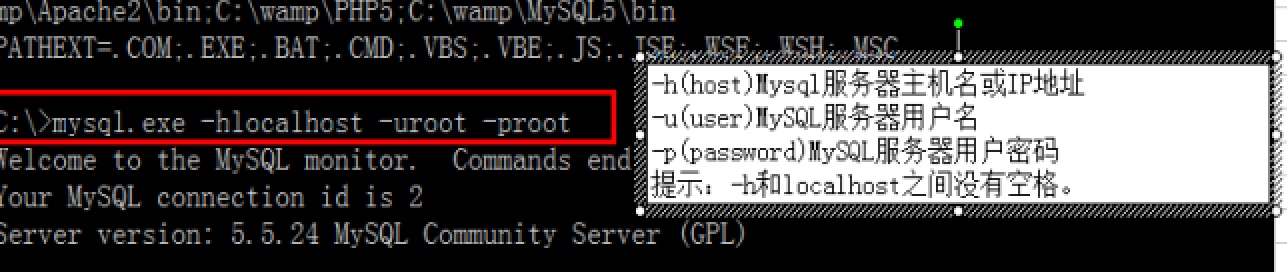 mp\Apache2\bin;C:\wamp\PHP5;C:\wamp\MySQL5\bin
PATHEXT=.COM;.EXE;.BAT;.CMD;.VBS;.VBE;.JS;.JSE;.WSF;.WSH;.MSC
C:\>mysql.exe -hlocalhost -uroot -proot
Welcome to the MySQL monitor.  Commands end
Your MySQL connection id is 2
Server version: 5.5.24 MySQL Community Server (GPL)
-h(host)Mysql服务器主机名或IP地址
-u(user)MySQL服务器用户名
-p(password)MySQL服务器用户密码
提示：-h和localhost之间没有空格。